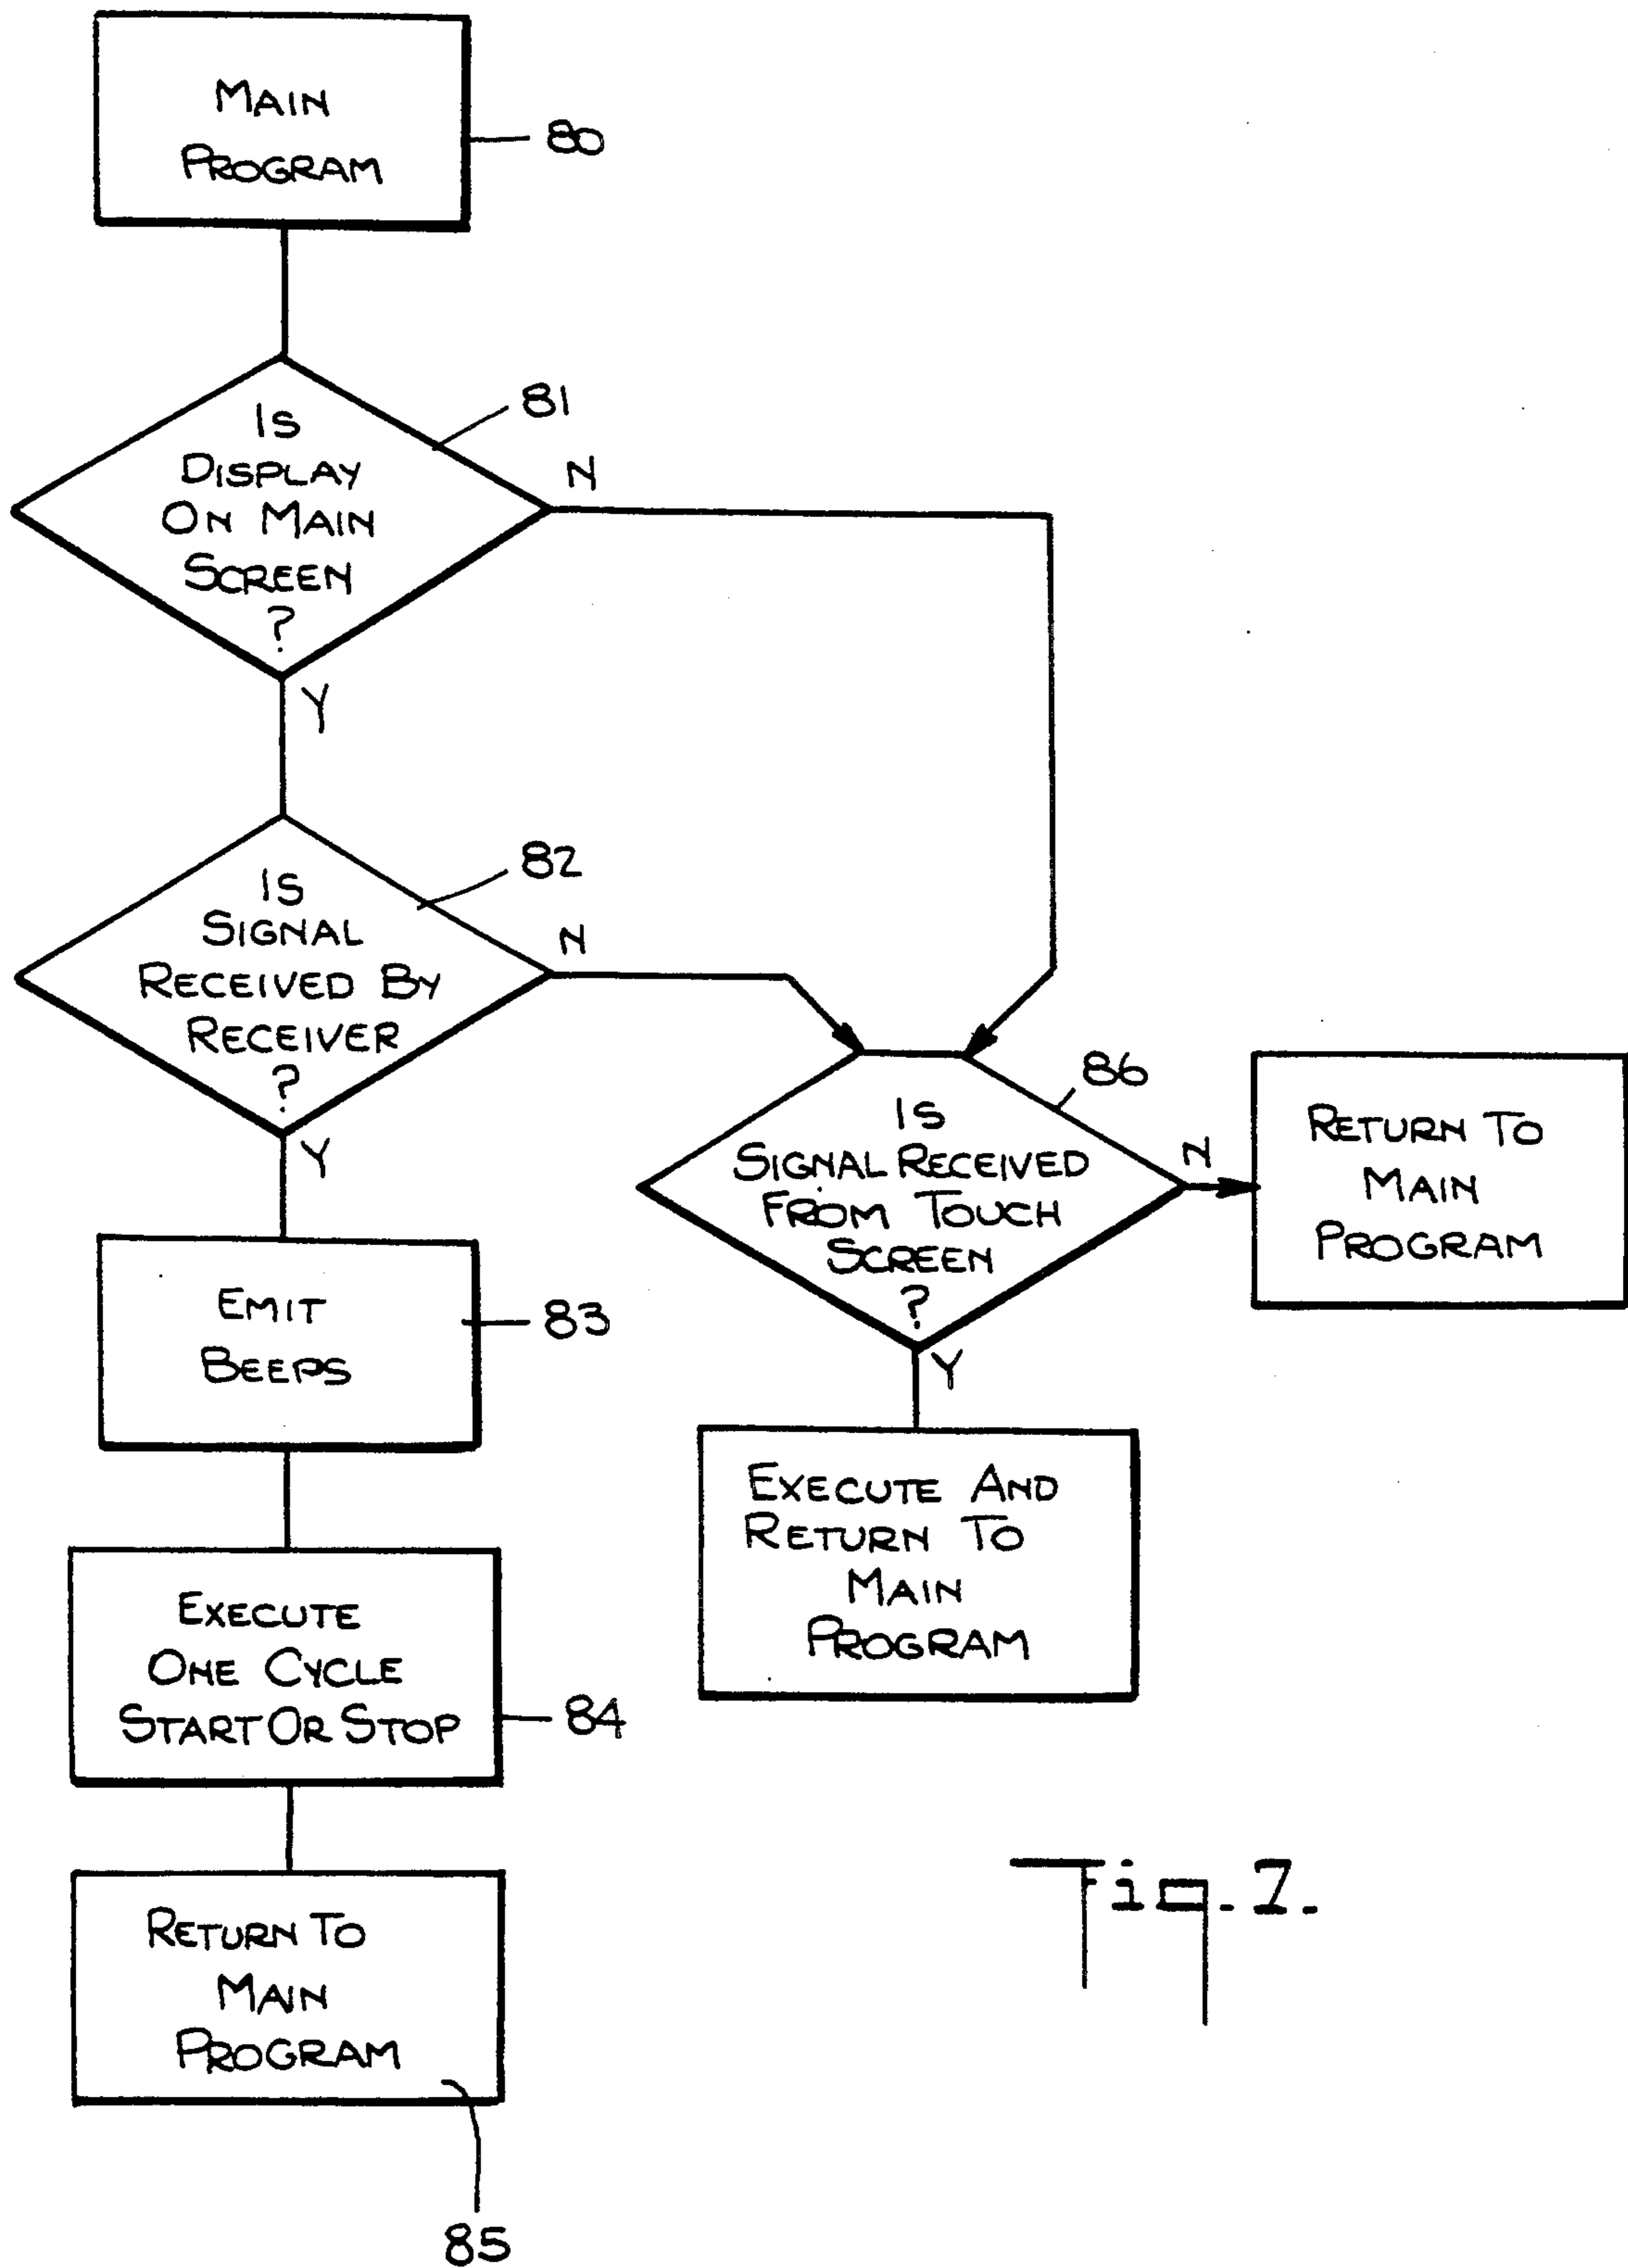 MAIN
PROGRAM
80
IS
DISPLAY
ON MAIN
SCREEN
?
81
N
Y
IS
SIGNAL
RECEIVED BY
RECEIVER
?
82
N
Y
IS
SIGNAL RECEIVED
FROM TOUCH
SCREEN
?
86
N
Y
RETURN TO
MAIN
PROGRAM
EMIT
BEEPS
83
EXECUTE AND
RETURN TO
MAIN
PROGRAM
EXECUTE
ONE CYCLE
START OR STOP
84
RETURN TO
MAIN
PROGRAM
85
Fig. 7.